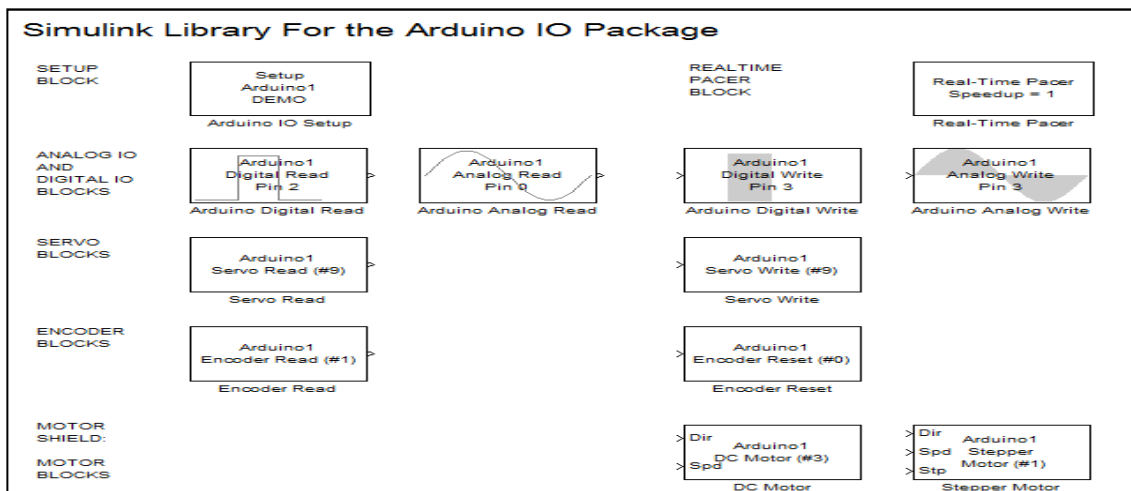 Simulink Library For the Arduino IO Package
SETUP
BLOCK
Setup
Arduino1
DEMO
Arduino IO Setup
REALTIME
PACER
BLOCK
Real-Time Pacer
Speedup = 1
Real-Time Pacer
ANALOG IO
AND
DIGITAL IO
BLOCKS
Arduino1
Digital Read
Pin 2
Arduino Digital Read
Arduino1
Analog Read
Pin 0
Arduino Analog Read
Arduino1
Digital Write
Pin 3
Arduino Digital Write
Arduino1
Analog Write
Pin 3
Arduino Analog Write
SERVO
BLOCKS
Arduino1
Servo Read (#9)
Servo Read
Arduino1
Servo Write (#9)
Servo Write
ENCODER
BLOCKS
Arduino1
Encoder Read (#1)
Encoder Read
Arduino1
Encoder Reset (#0)
Encoder Reset
MOTOR
SHIELD:
MOTOR
BLOCKS
Dir
Spd
Arduino1
DC Motor (#3)
DC Motor
Dir
Spd
Stp
Arduino1
Stepper
Motor (#1)
Stepper Motor